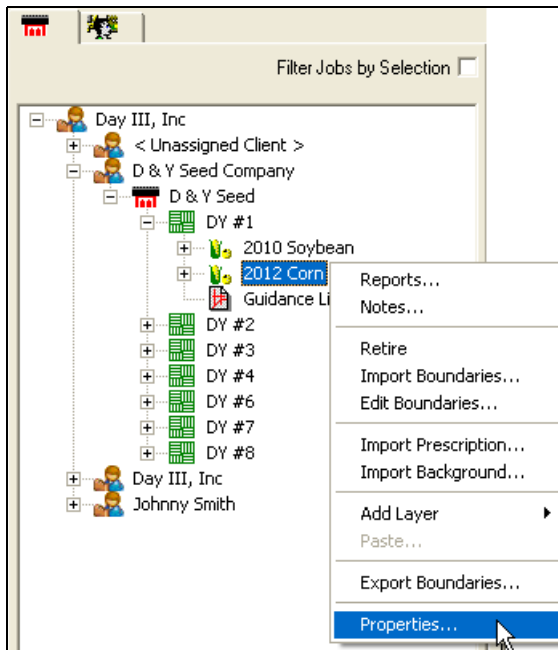 Filter Jobs by Selection
Day III, Inc
< Unassigned Client >
D & Y Seed Company
D & Y Seed
DY #1
2010 Soybean
2012 Corn
Guidance Li
DY #2
DY #3
DY #4
DY #6
DY #7
DY #8
Day III, Inc
Johnny Smith
Reports...
Notes...
Retire
Import Boundaries...
Edit Boundaries...
Import Prescription...
Import Background...
Add Layer
Paste...
Export Boundaries...
Properties...